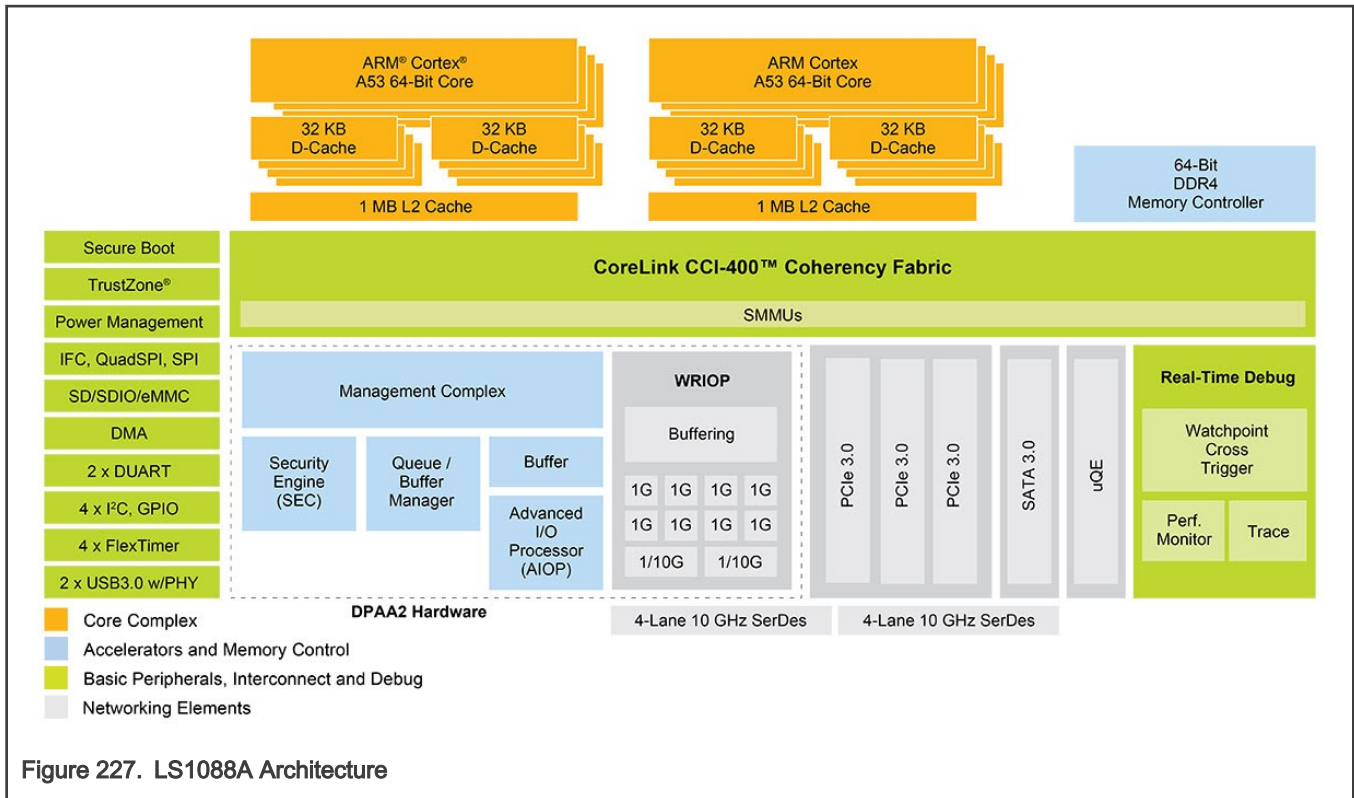 ARM® Cortex®
A53 64-Bit Core
ARM Cortex
A53 64-Bit Core
32 KB
D-Cache
32 KB
D-Cache
32 KB
D-Cache
32 KB
D-Cache
1 MB L2 Cache
1 MB L2 Cache
64-Bit
DDR4
Memory Controller
Secure Boot
TrustZone®
Power Management
IFC, QuadSPI, SPI
SD/SDIO/eMMC
DMA
2 x DUART
4 x I²C, GPIO
4 x FlexTimer
2 x USB3.0 w/PHY
CoreLink CCI-400™ Coherency Fabric
SMMUs
Management Complex
Security
Engine
(SEC)
Queue /
Buffer
Manager
Buffer
Advanced
I/O
Processor
(AIOP)
WRIOP
Buffering
1G 1G 1G 1G
1G 1G 1G 1G
1/10G 1/10G
PCIe 3.0
PCIe 3.0
PCIe 3.0
SATA 3.0
uQE
Real-Time Debug
Watchpoint
Cross
Trigger
Perf.
Monitor
Trace
DPAA2 Hardware
4-Lane 10 GHz SerDes
4-Lane 10 GHz SerDes
Core Complex
Accelerators and Memory Control
Basic Peripherals, Interconnect and Debug
Networking Elements
Figure 227. LS1088A Architecture